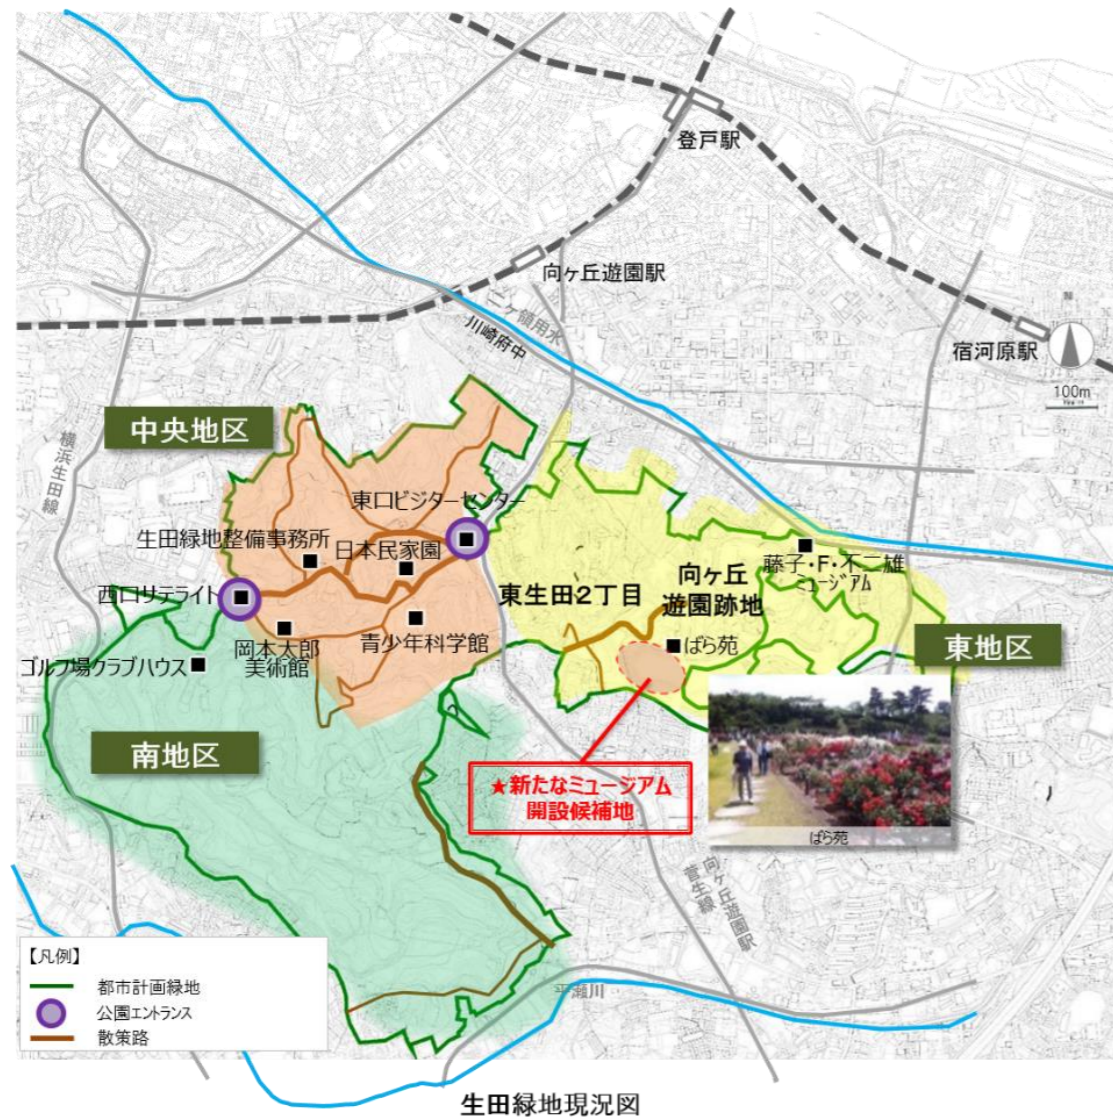 登戸駅
向ヶ丘遊園駅
二ヶ領用水
川崎府中
宿河原駅
N
100m
横浜生田線
中央地区
東口ビジターセンター
生田緑地整備事務所
日本民家園
西口サテライト
岡本太郎
美術館
青少年科学館
ゴルフ場クラブハウス
東生田2丁目
向ヶ丘
遊園跡地
藤子・F・不二雄
ミュージアム
ばら苑
東地区
南地区
★新たなミュージアム
開設候補地
ばら苑
向ヶ丘遊園駅
菅生線
平瀬川
【凡例】
都市計画緑地
公園エントランス
散策路
生田緑地現況図